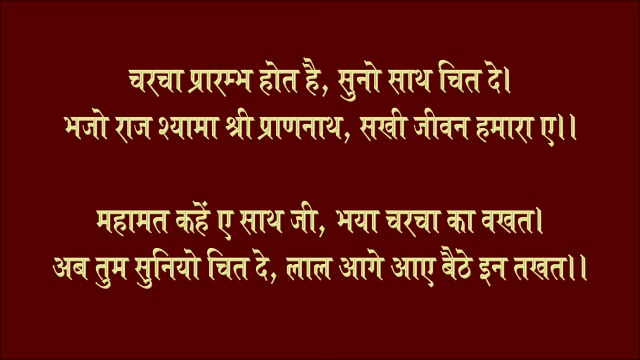 चरचा प्रारम्भ होत है, सुनो साथ चित दे।
भजो राज श्यामा श्री प्राणनाथ, सखी जीवन हमारा ए।।
महामत कहें ए साथ जी, भया चरचा का वखत।
अब तुम सुनियो चित दे, लाल आगे आए बैठे इन तखत।।